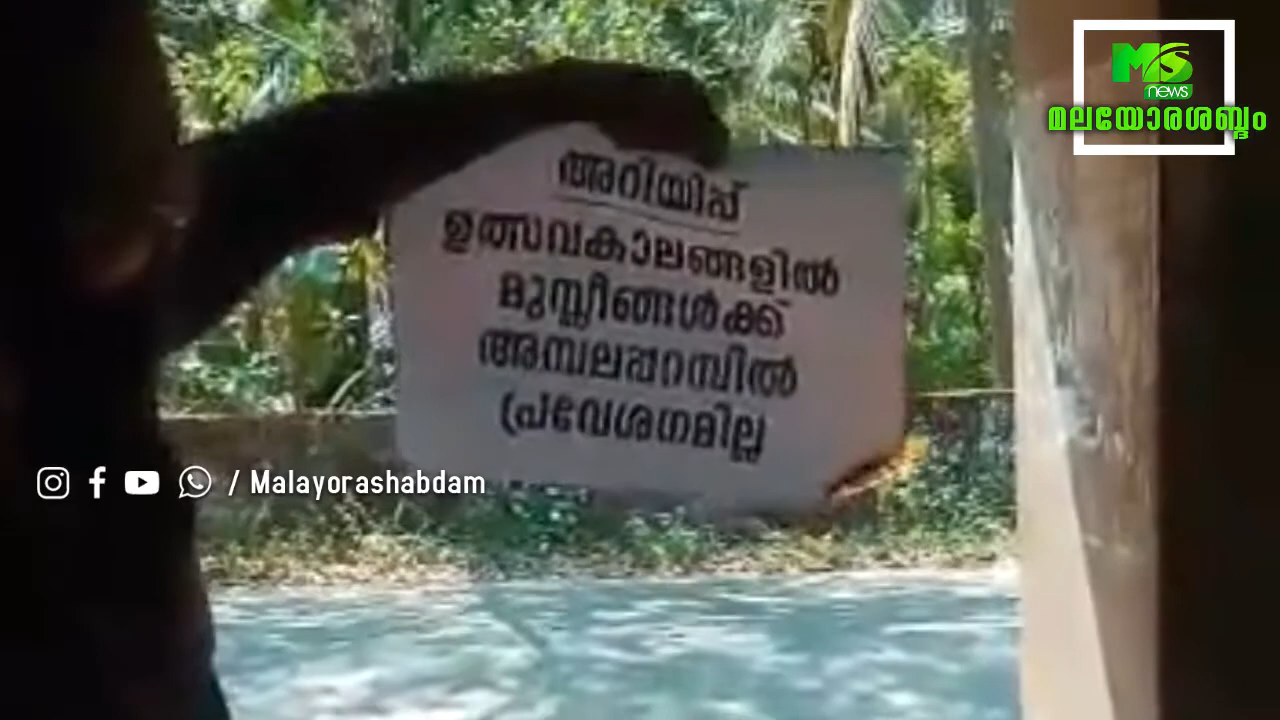 MS
news
മലയോരശബ്ദം
അറിയിപ്പ്
ഉത്സവകാലങ്ങളിൽ
മുസ്ലീങ്ങൾക്ക്
അമ്പലപ്പറമ്പിൽ
പ്രവേശനമില്ല
/ Malayorashabdam